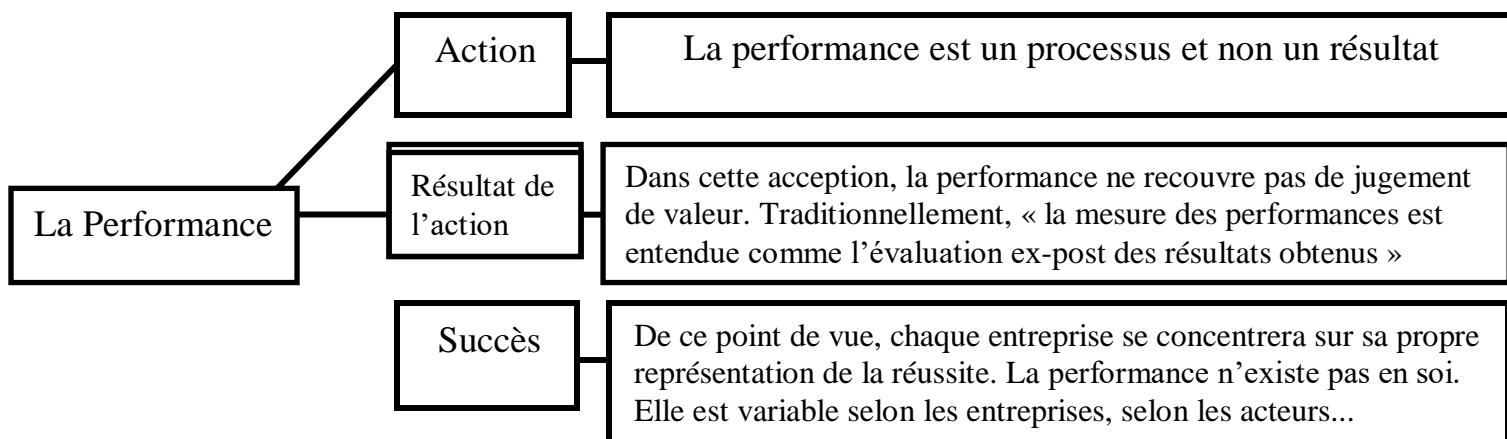 Action
La performance est un processus et non un résultat
La Performance
Résultat de
l’action
Dans cette acception, la performance ne recouvre pas de jugement
de valeur. Traditionnellement, « la mesure des performances est
entendue comme l’évaluation ex-post des résultats obtenus »
Succès
De ce point de vue, chaque entreprise se concentrera sur sa propre
représentation de la réussite. La performance n’existe pas en soi.
Elle est variable selon les entreprises, selon les acteurs...